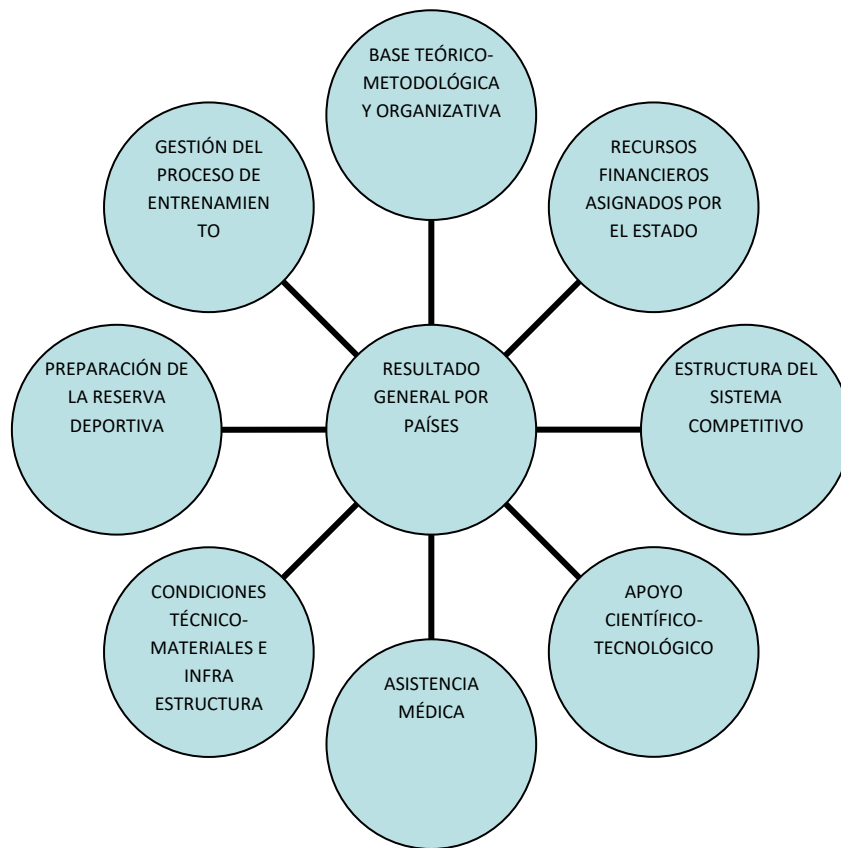 BASE TEÓRICO-
METODOLÓGICA
Y ORGANIZATIVA
GESTIÓN DEL
PROCESO DE
ENTRENAMIEN
TO
RECURSOS
FINANCIEROS
ASIGNADOS POR
EL ESTADO
PREPARACIÓN DE
LA RESERVA
DEPORTIVA
RESULTADO
GENERAL POR
PAÍSES
ESTRUCTURA DEL
SISTEMA
COMPETITIVO
CONDICIONES
TÉCNICO-
MATERIALES E
INFRA
ESTRUCTURA
APOYO
CIENTÍFICO-
TECNOLÓGICO
ASISTENCIA
MÉDICA